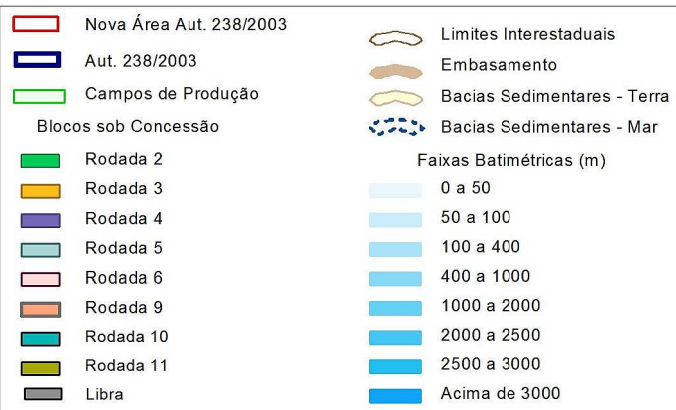 Nova Área Aut. 238/2003
Aut. 238/2003
Campos de Produção
Blocos sob Concessão
Rodada 2
Rodada 3
Rodada 4
Rodada 5
Rodada 6
Rodada 9
Rodada 10
Rodada 11
Libra
Limites Interestaduais
Embasamento
Bacias Sedimentares - Terra
Bacias Sedimentares - Mar
Faixas Batimétricas (m)
0 a 50
50 a 100
100 a 400
400 a 1000
1000 a 2000
2000 a 2500
2500 a 3000
Acima de 3000